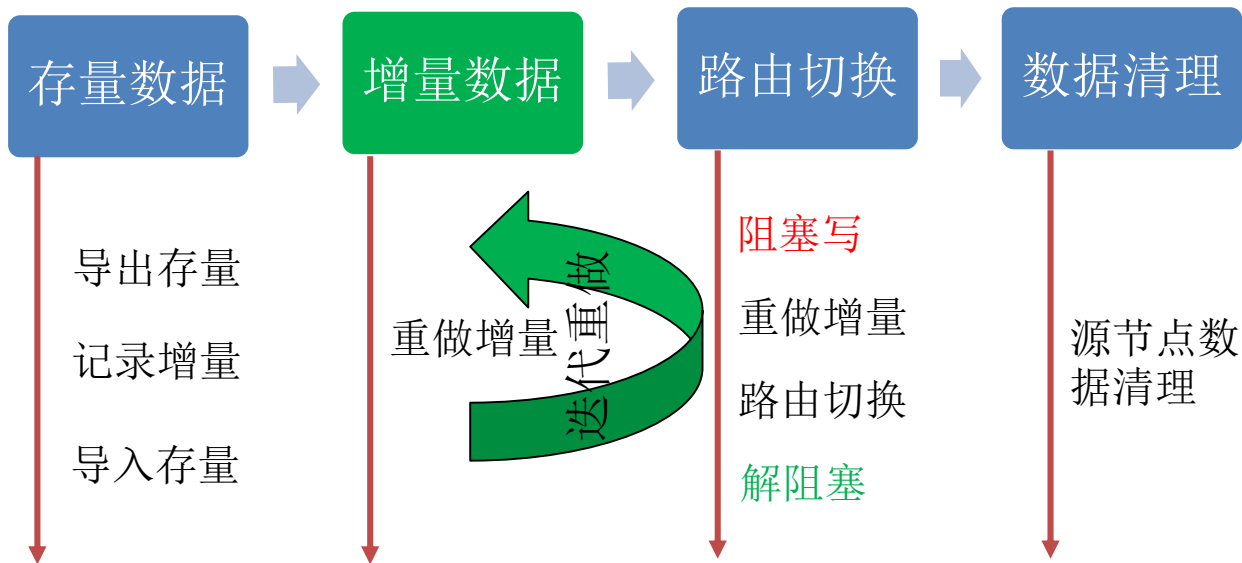 存量数据
增量数据
路由切换
数据清理
导出存量
记录增量
导入存量
重做增量
迭代重做
阻塞写
重做增量
路由切换
解阻塞
源节点数
据清理